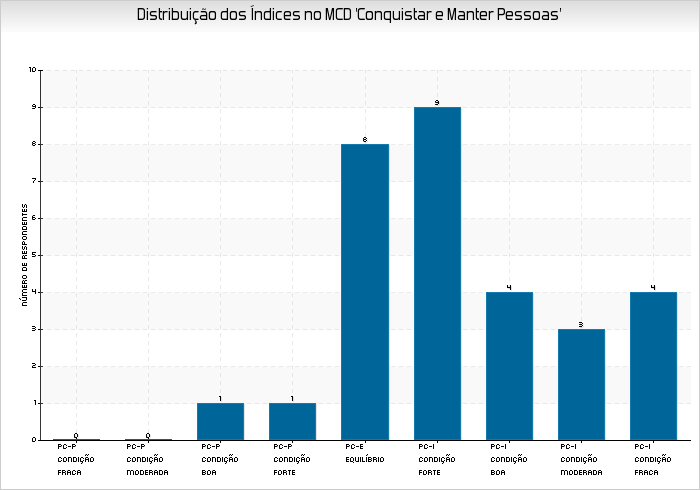 Distribuição dos Índices no MCD 'Conquistar e Manter Pessoas'
10
9
8
7
6
5
4
3
2
1
0
NÚMERO DE RESPONDENTES
0
0
1
1
8
9
4
3
4
PC-P CONDIÇÃO FRACA
PC-P CONDIÇÃO MODERADA
PC-P CONDIÇÃO BOA
PC-P CONDIÇÃO FORTE
PC-E EQUILÍBRIO
PC-I CONDIÇÃO FORTE
PC-I CONDIÇÃO BOA
PC-I CONDIÇÃO MODERADA
PC-I CONDIÇÃO FRACA